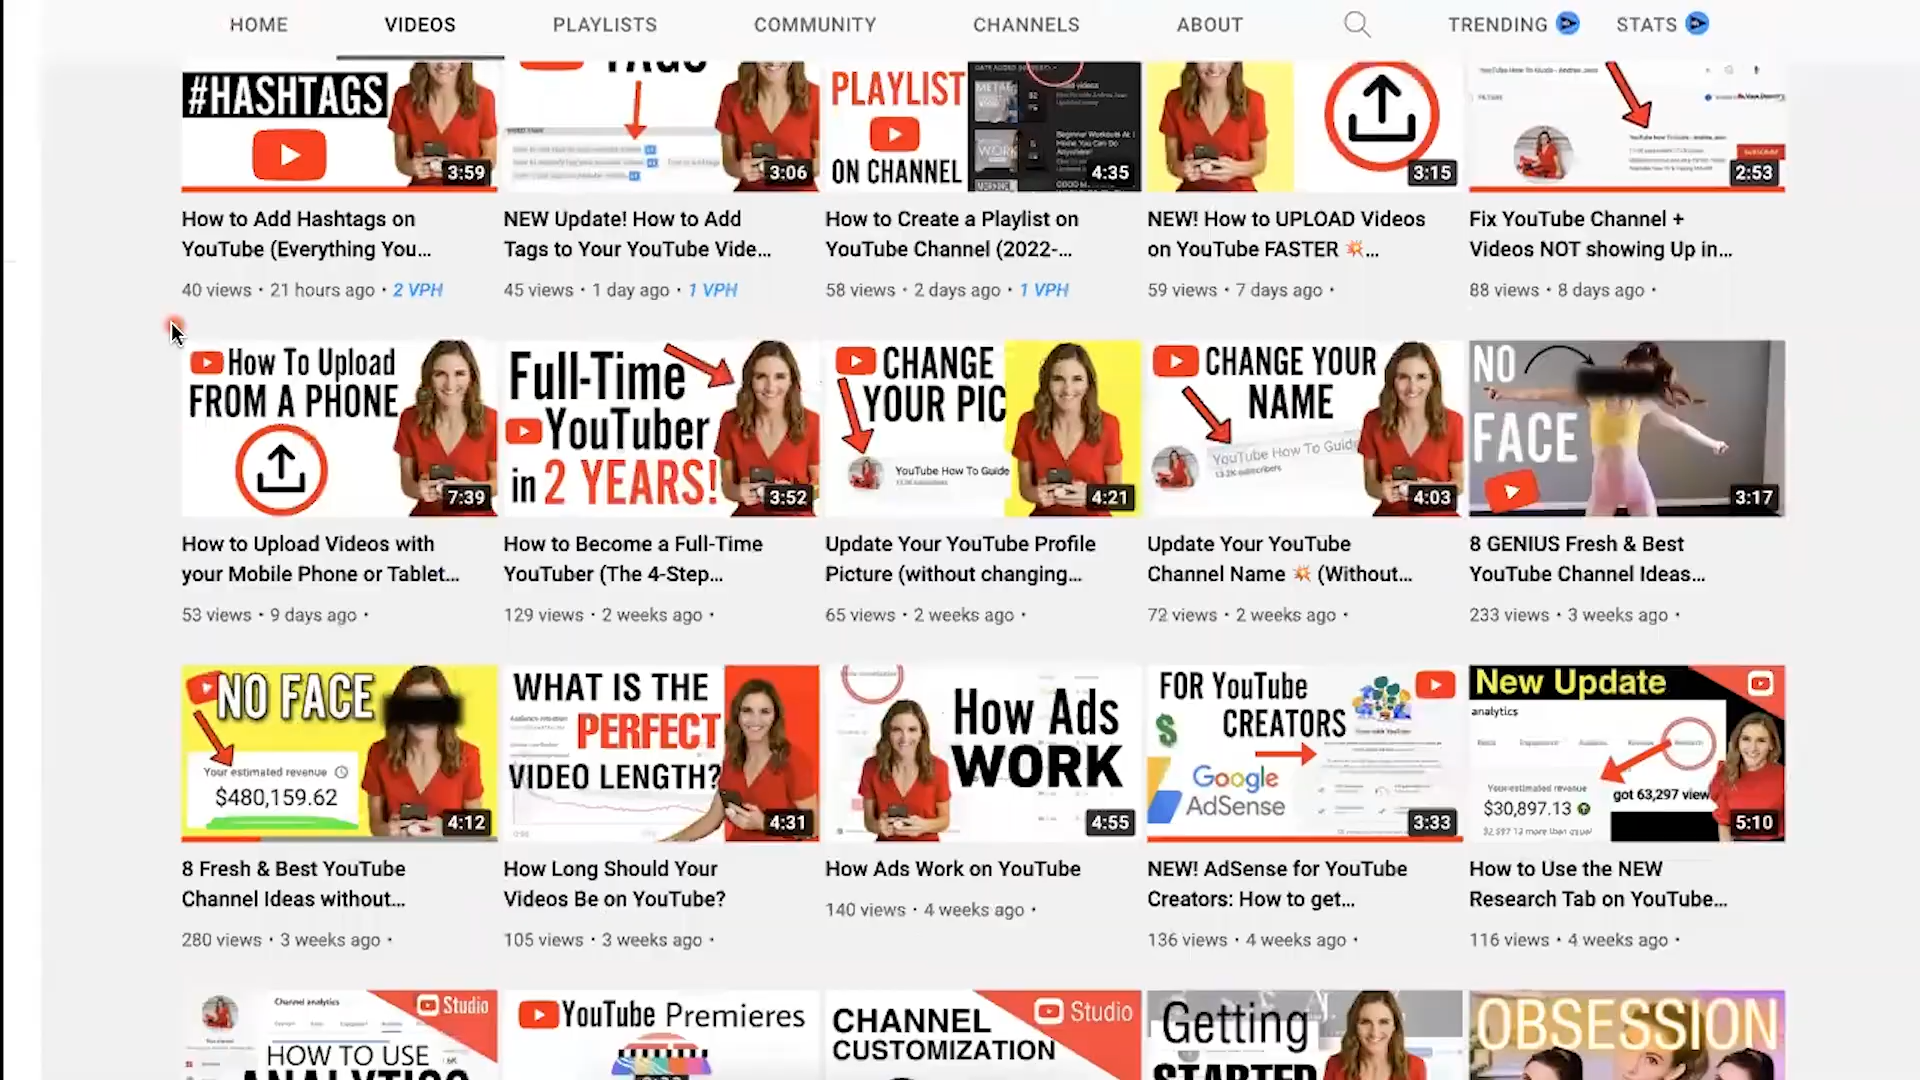 HOME VIDEOS PLAYLISTS COMMUNITY CHANNELS ABOUT TRENDING STATS
#HASHTAGS
3:59
TAGS
3:06
PLAYLIST
ON CHANNEL
4:35
3:15
2:53
How to Add Hashtags on
YouTube (Everything You...
40 views • 21 hours ago • 2 VPH
NEW Update! How to Add
Tags to Your YouTube Vide...
45 views • 1 day ago • 1 VPH
How to Create a Playlist on
YouTube Channel (2022-...
58 views • 2 days ago • 1 VPH
NEW! How to UPLOAD Videos
on YouTube FASTER 💥...
59 views • 7 days ago •
Fix YouTube Channel +
Videos NOT showing Up in...
88 views • 8 days ago •
How To Upload
FROM A PHONE
7:39
Full-Time
YouTuber
in 2 YEARS!
3:52
CHANGE
YOUR PIC
YouTube How To Guide
4:21
CHANGE YOUR
NAME
YouTube How To Guide
13.2K subscribers
4:03
NO
FACE
3:17
How to Upload Videos with
your Mobile Phone or Tablet...
53 views • 9 days ago •
How to Become a Full-Time
YouTuber (The 4-Step...
129 views • 2 weeks ago •
Update Your YouTube Profile
Picture (without changing...
65 views • 2 weeks ago •
Update Your YouTube
Channel Name 💥 (Without...
72 views • 2 weeks ago •
8 GENIUS Fresh & Best
YouTube Channel Ideas...
233 views • 3 weeks ago •
NO FACE
Your estimated revenue
$480,159.62
4:12
WHAT IS THE
PERFECT
VIDEO LENGTH?
4:31
How Ads
WORK
4:55
FOR YouTube
CREATORS
$
Google
AdSense
3:33
New Update
analytics
Your estimated revenue
$30,897.13
got 63,297 view
5:10
8 Fresh & Best YouTube
Channel Ideas without...
280 views • 3 weeks ago •
How Long Should Your
Videos Be on YouTube?
105 views • 3 weeks ago •
How Ads Work on YouTube
140 views • 4 weeks ago •
NEW! AdSense for YouTube
Creators: How to get...
136 views • 4 weeks ago •
How to Use the NEW
Research Tab on YouTube...
116 views • 4 weeks ago •
Channel analytics
Studio
HOW TO USE
ANALYTICS
YouTube Premieres
Studio
CHANNEL
CUSTOMIZATION
Getting
STARTED
OBSESSION